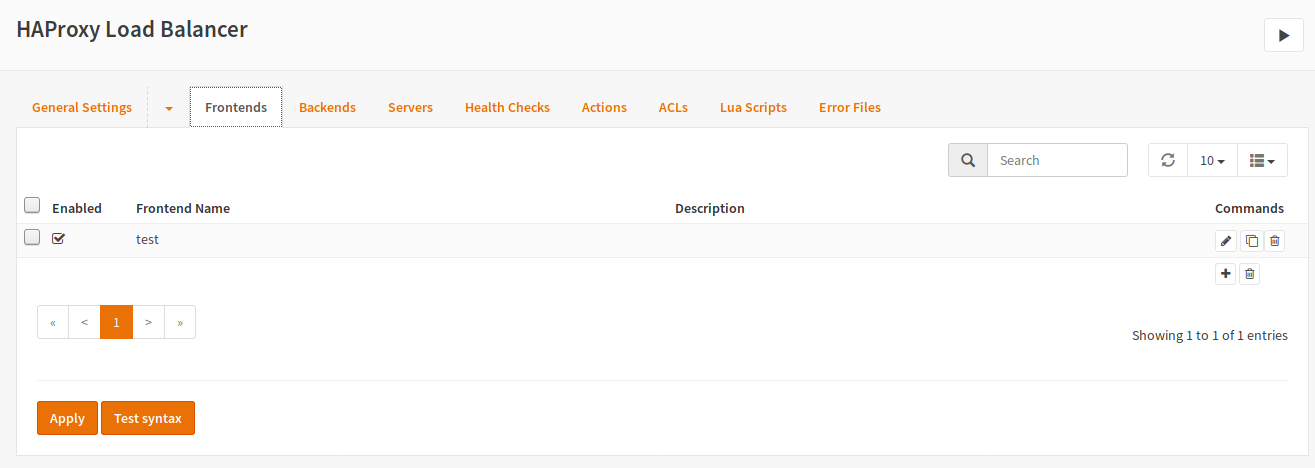 HAProxy Load Balancer
General Settings Frontends Backends Servers Health Checks Actions ACLs Lua Scripts Error Files
Search 10
Enabled Frontend Name Description Commands
test
« < 1 > »
Showing 1 to 1 of 1 entries
Apply Test syntax